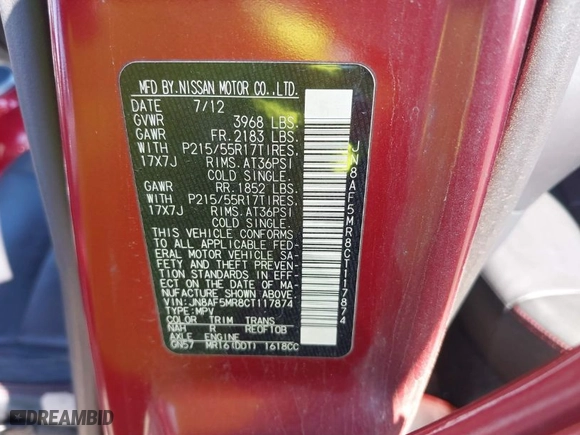 MFD BY.NISSAN MOTOR CO.,LTD.
DATE 7/12
GVWR 3968 LBS.
GAWR FR.2183 LBS.
WITH P215/55R17TIRES.
17X7J RIMS.AT36PSI
COLD SINGLE.
GAWR RR.1852 LBS.
WITH P215/55R17TIRES.
17X7J RIMS.AT36PSI
COLD SINGLE.
THIS VEHICLE CONFORMS
TO ALL APPLICABLE FED-
ERAL MOTOR VEHICLE SA-
FETY AND THEFT PREVEN-
TION STANDARDS IN EFF-
ECT ON THE DATE OF MA-
NUFACTURE SHOWN ABOVE.
VIN:JN8AF5MR8CT117874
TYPE:MPV
COLOR TRIM TRANS
NAH R RE0F10B
AXLE ENGINE
GN57 MR16(DDT) 1618CC
JN8AF5MR8CT117874
DREAMBID